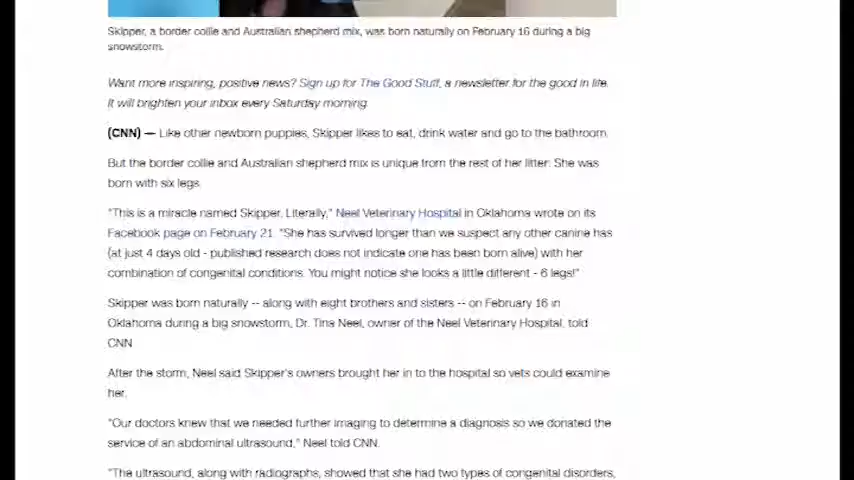 Skipper, a border collie and Australian shepherd mix, was born naturally on February 16 during a big
snowstorm.
Want more inspiring, positive news? Sign up for The Good Stuff, a newsletter for the good in life.
It will brighten your inbox every Saturday morning.
(CNN) — Like other newborn puppies, Skipper likes to eat, drink water and go to the bathroom.
But the border collie and Australian shepherd mix is unique from the rest of her litter: She was
born with six legs.
"This is a miracle named Skipper. Literally," Neel Veterinary Hospital in Oklahoma wrote on its
Facebook page on February 21. "She has survived longer than we suspect any other canine has
(at just 4 days old - published research does not indicate one has been born alive) with her
combination of congenital conditions. You might notice she looks a little different - 6 legs!"
Skipper was born naturally -- along with eight brothers and sisters -- on February 16 in
Oklahoma during a big snowstorm, Dr. Tina Neel, owner of the Neel Veterinary Hospital, told
CNN.
After the storm, Neel said Skipper's owners brought her in to the hospital so vets could examine
her.
"Our doctors knew that we needed further imaging to determine a diagnosis so we donated the
service of an abdominal ultrasound," Neel told CNN.
"The ultrasound, along with radiographs, showed that she had two types of congenital disorders,